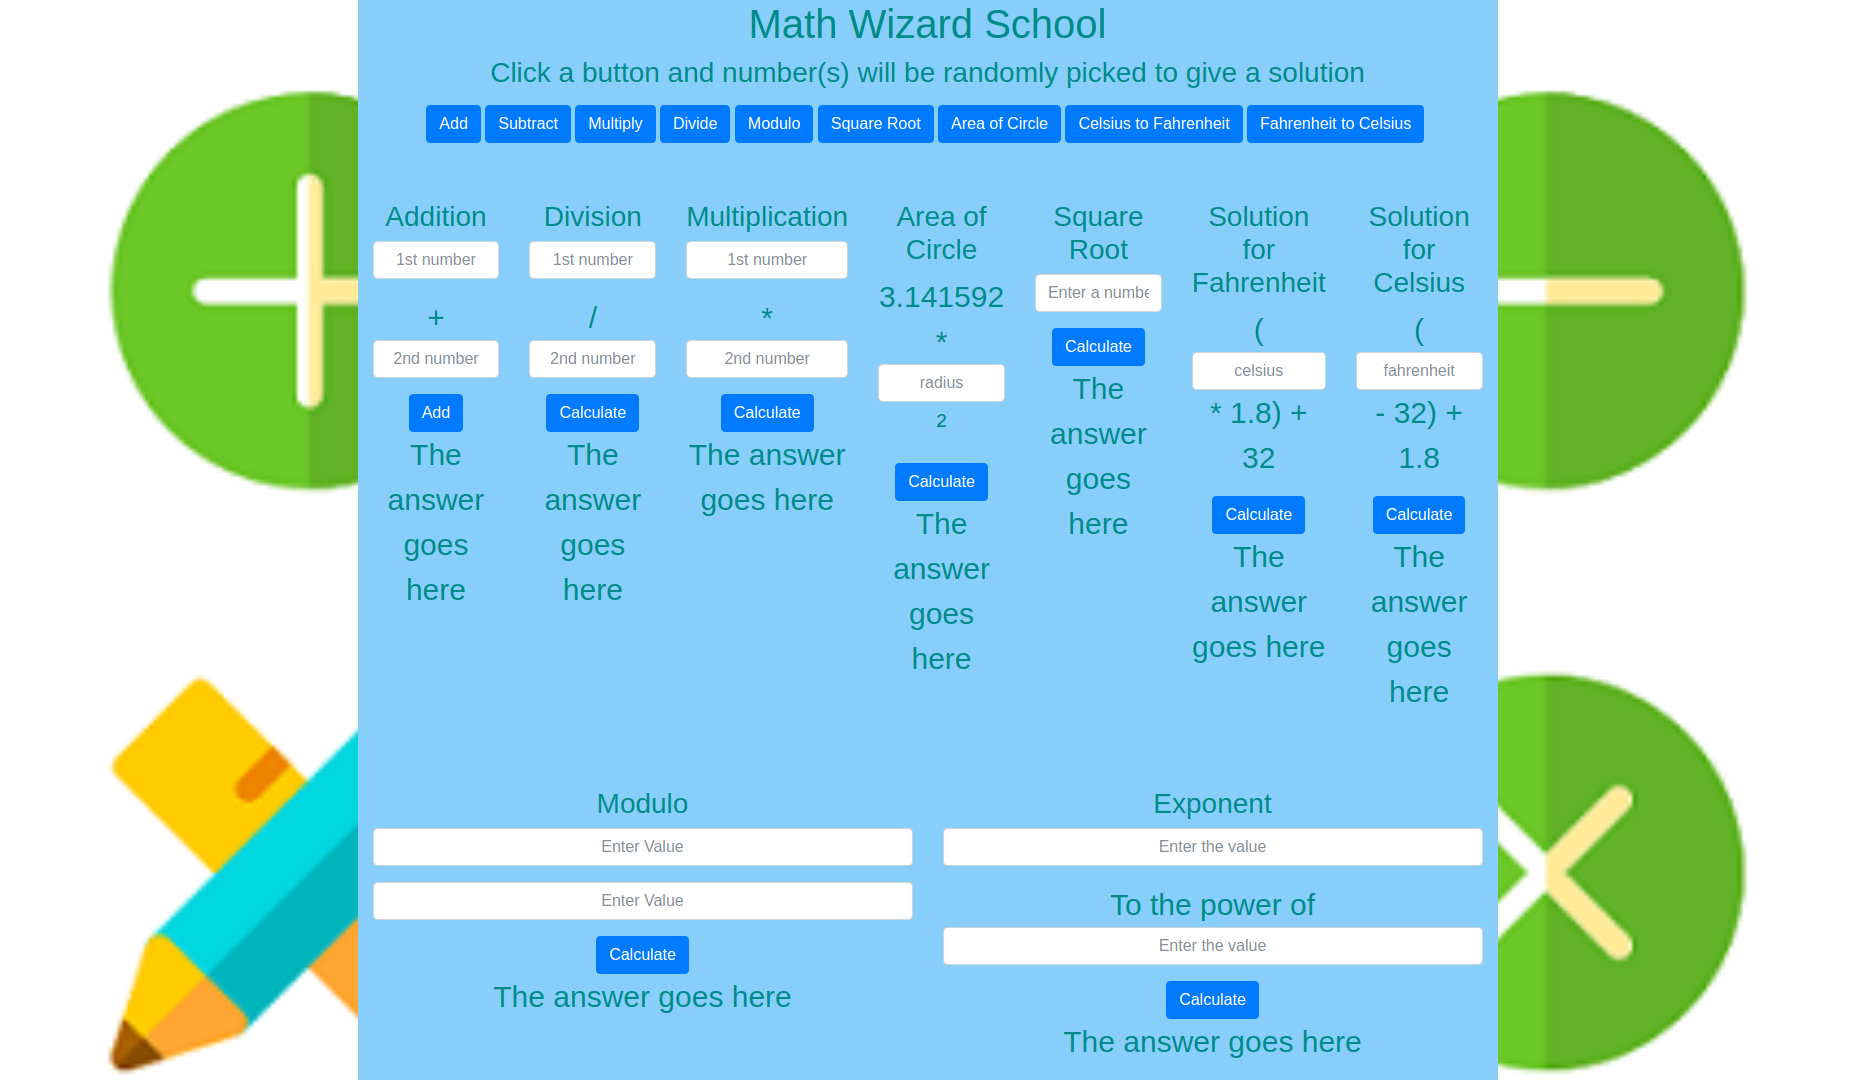 Math Wizard School
Click a button and number(s) will be randomly picked to give a solution
Add Subtract Multiply Divide Modulo Square Root Area of Circle Celsius to Fahrenheit Fahrenheit to Celsius
Addition
1st number
+
2nd number
Add
The
answer
goes
here
Division
1st number
/
2nd number
Calculate
The
answer
goes
here
Multiplication
1st number
*
2nd number
Calculate
The answer
goes here
Area of
Circle
3.141592
*
radius
2
Calculate
The
answer
goes
here
Square
Root
Enter a numbe
Calculate
The
answer
goes
here
Solution
for
Fahrenheit
(
celsius
* 1.8) +
32
Calculate
The
answer
goes here
Solution
for
Celsius
(
fahrenheit
- 32) +
1.8
Calculate
The
answer
goes
here
Modulo
Enter Value
Enter Value
Calculate
The answer goes here
Exponent
Enter the value
To the power of
Enter the value
Calculate
The answer goes here